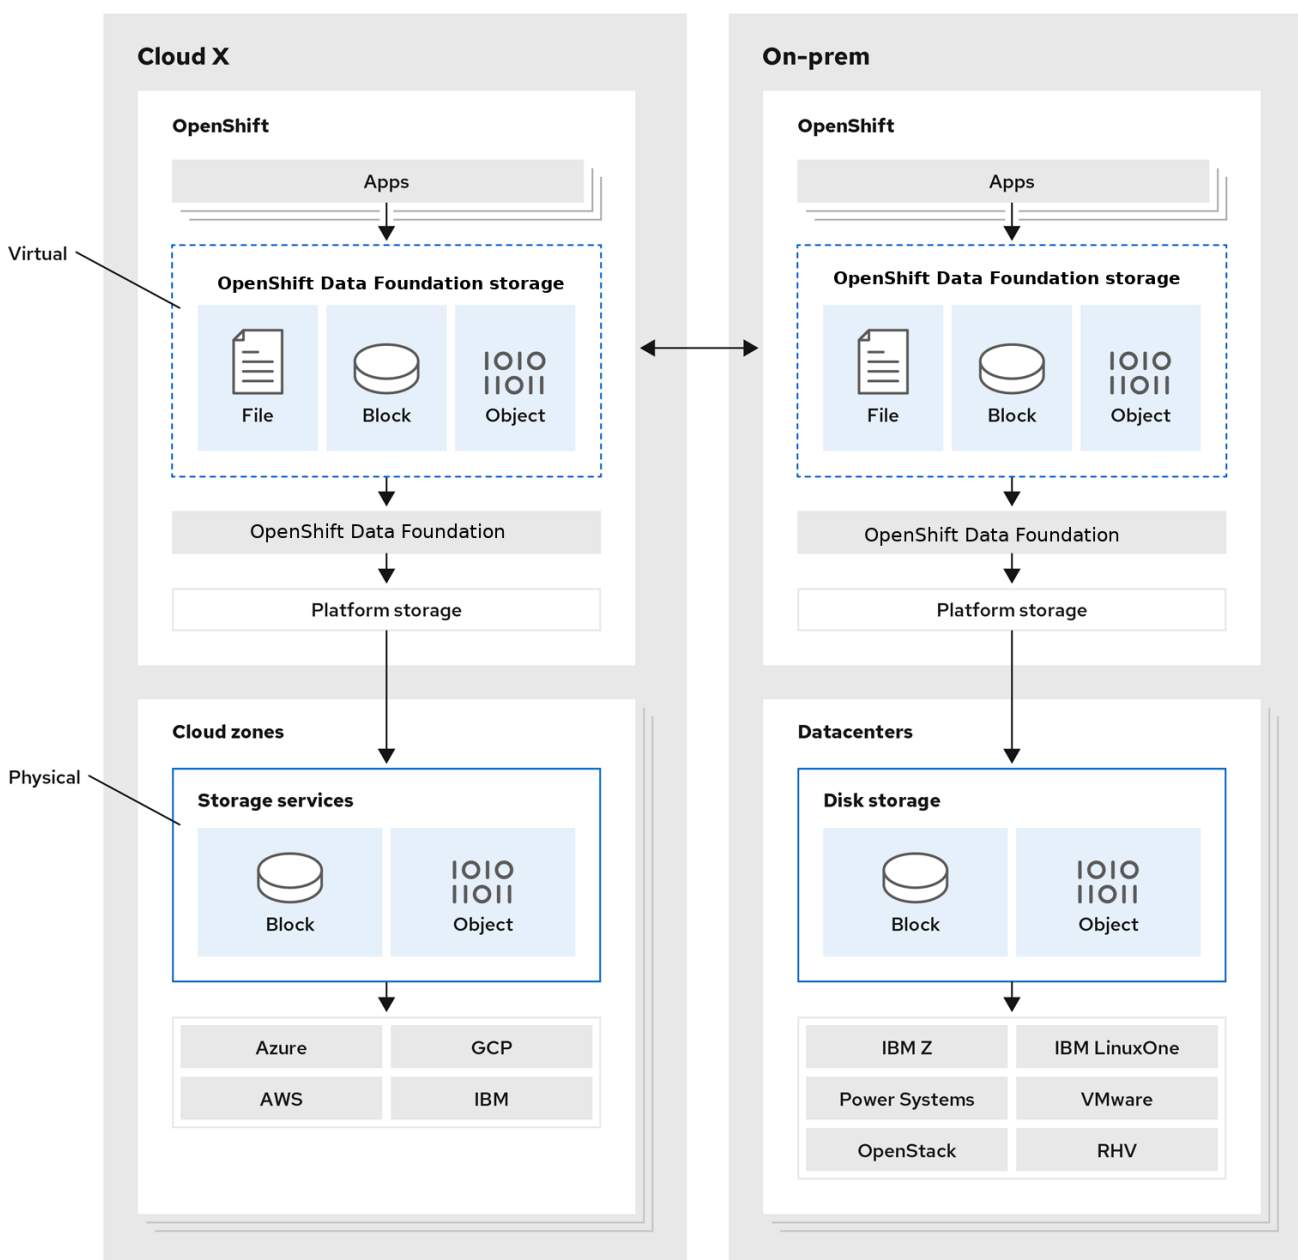 Cloud X
OpenShift
Apps
Virtual
OpenShift Data Foundation storage
File
Block
Object
OpenShift Data Foundation
Platform storage
Cloud zones
Physical
Storage services
Block
Object
Azure
GCP
AWS
IBM
On-prem
OpenShift
Apps
OpenShift Data Foundation storage
File
Block
Object
OpenShift Data Foundation
Platform storage
Datacenters
Disk storage
Block
Object
IBM Z
IBM LinuxOne
Power Systems
VMware
OpenStack
RHV